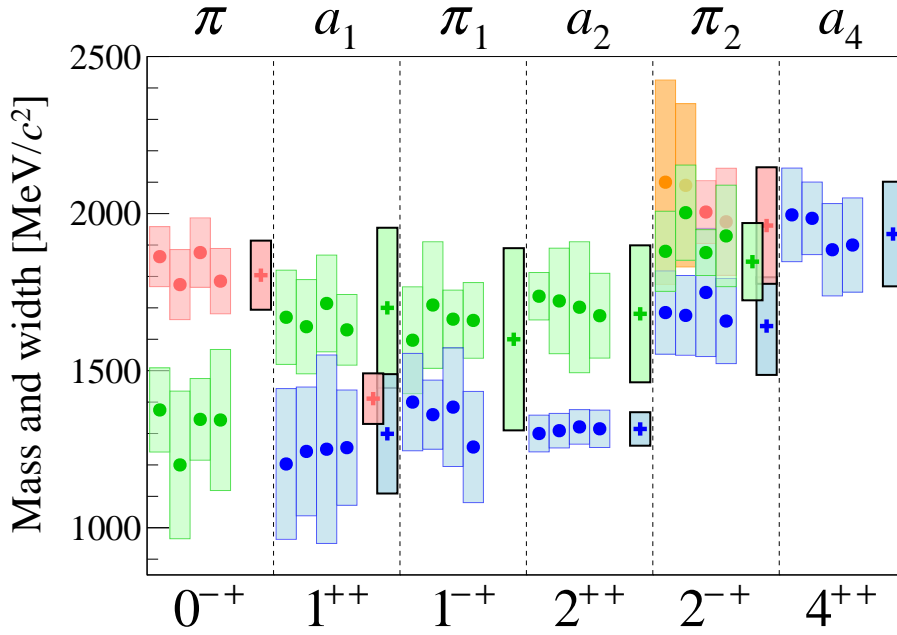 π a₁ π₁ a₂ π₂ a₄
2500
2000
1500
1000
Mass and width [MeV/c²]
0⁻⁺ 1⁺⁺ 1⁻⁺ 2⁺⁺ 2⁻⁺ 4⁺⁺